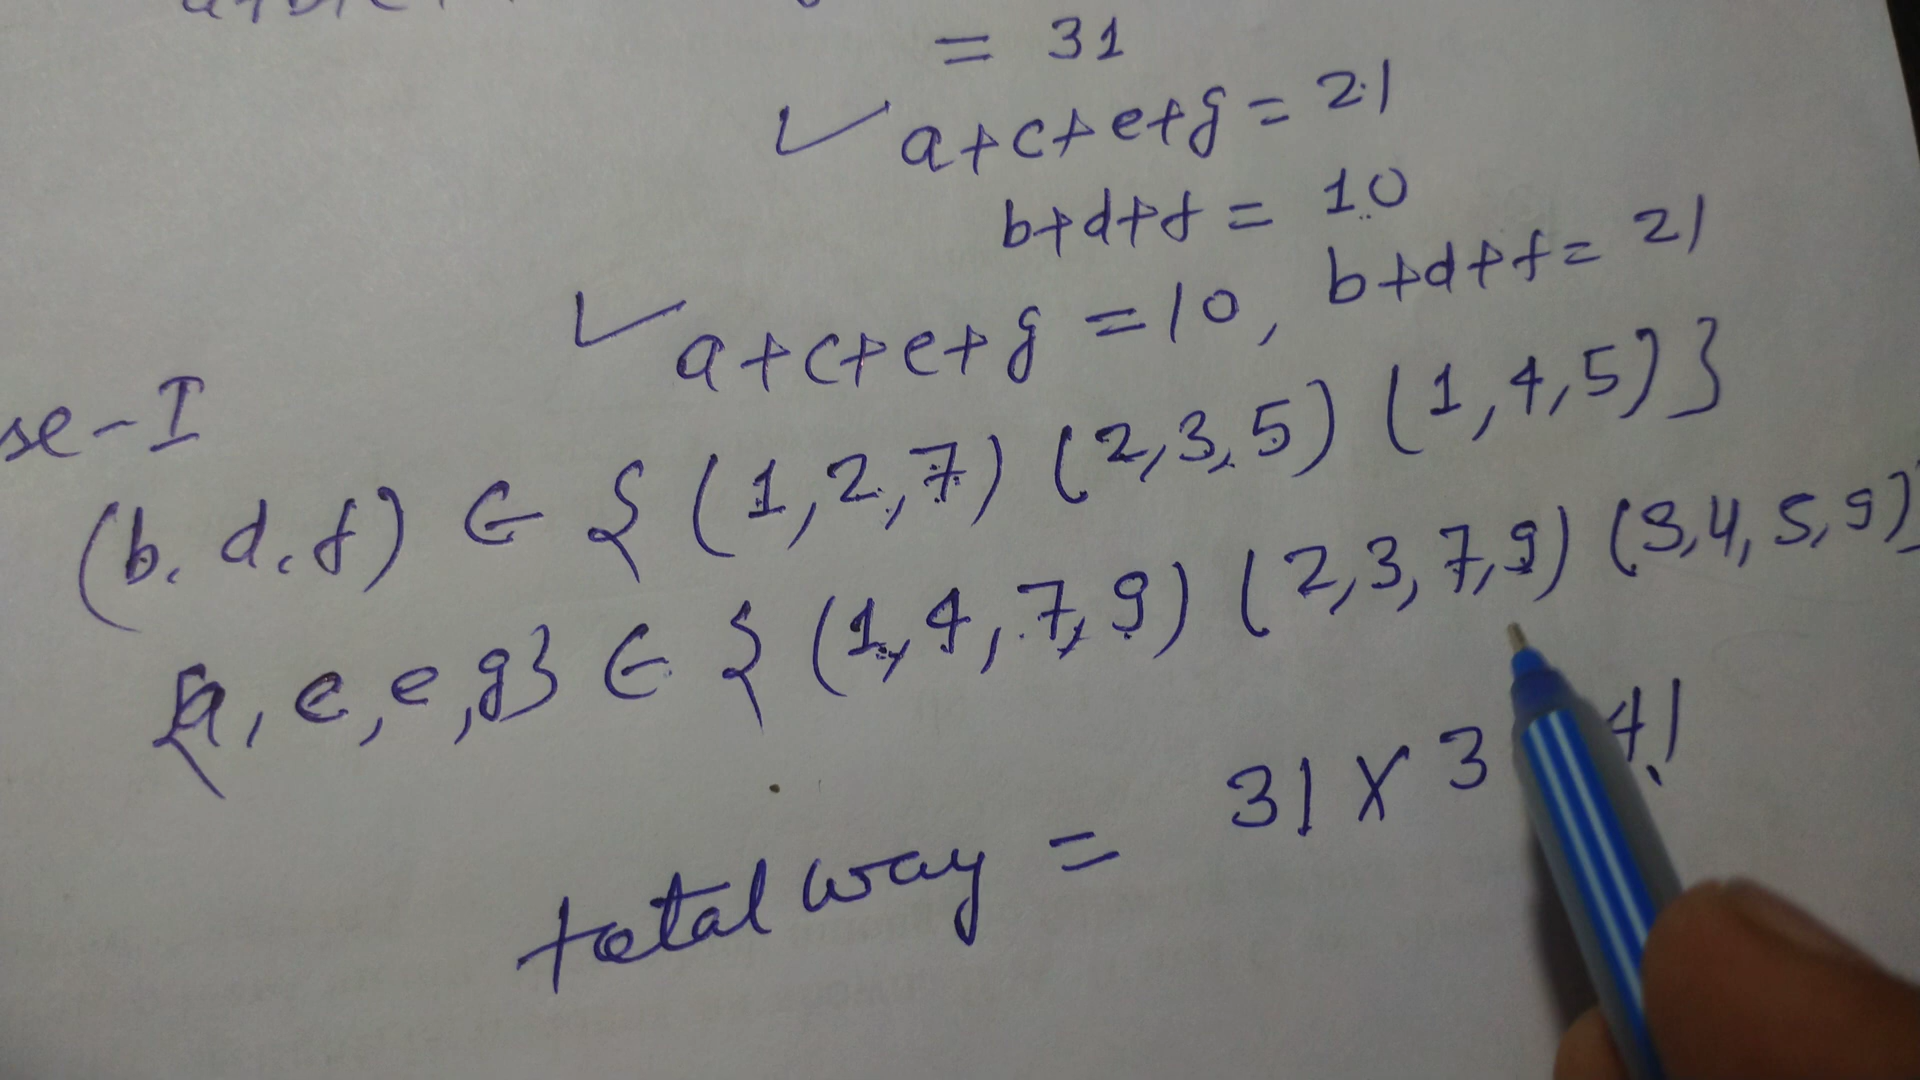 = 31
a+c+e+g = 21
b+d+f = 10
a+c+e+g = 10, b+d+f = 21
se-I
(b, d, f) ∈ { (1,2,7) (2,3,5) (1,4,5) }
{a, c, e, g} ∈ { (1,4,7,9) (2,3,7,9) (3,4,5,9)
total way = 31 x 3 4!